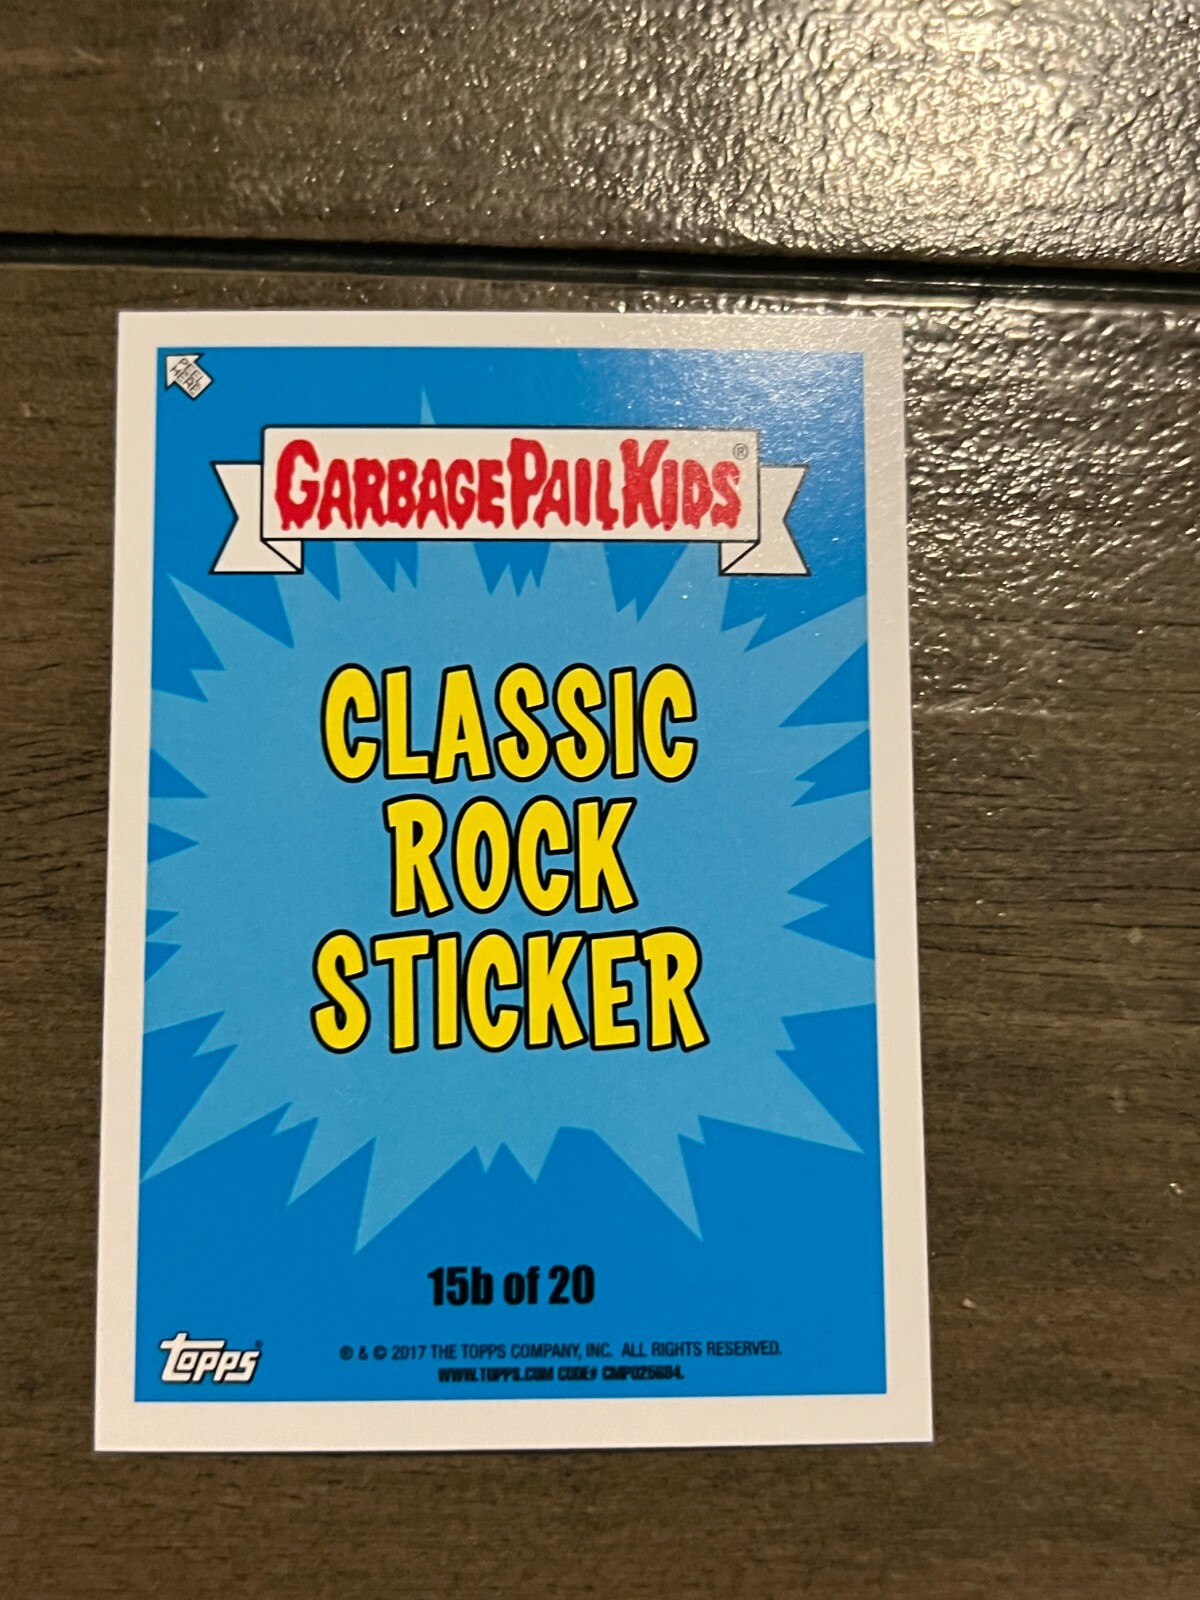 PEEL
HERE
GARBAGE PAIL KIDS®
CLASSIC
ROCK
STICKER
15b of 20
topps®
® & © 2017 THE TOPPS COMPANY, INC. ALL RIGHTS RESERVED.
WWW.TOPPS.COM CODE# CMP025684.